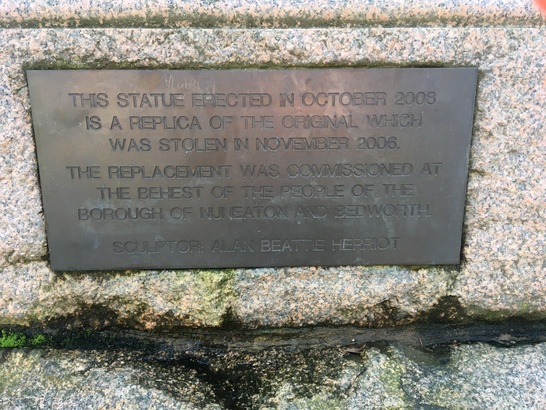 THIS STATUE ERECTED IN OCTOBER 2008
IS A REPLICA OF THE ORIGINAL WHICH
WAS STOLEN IN NOVEMBER 2006.
THE REPLACEMENT WAS COMMISSIONED AT
THE BEHEST OF THE PEOPLE OF THE
BOROUGH OF NUNEATON AND BEDWORTH.
SCULPTOR: ALAN BEATTIE HERRIOT